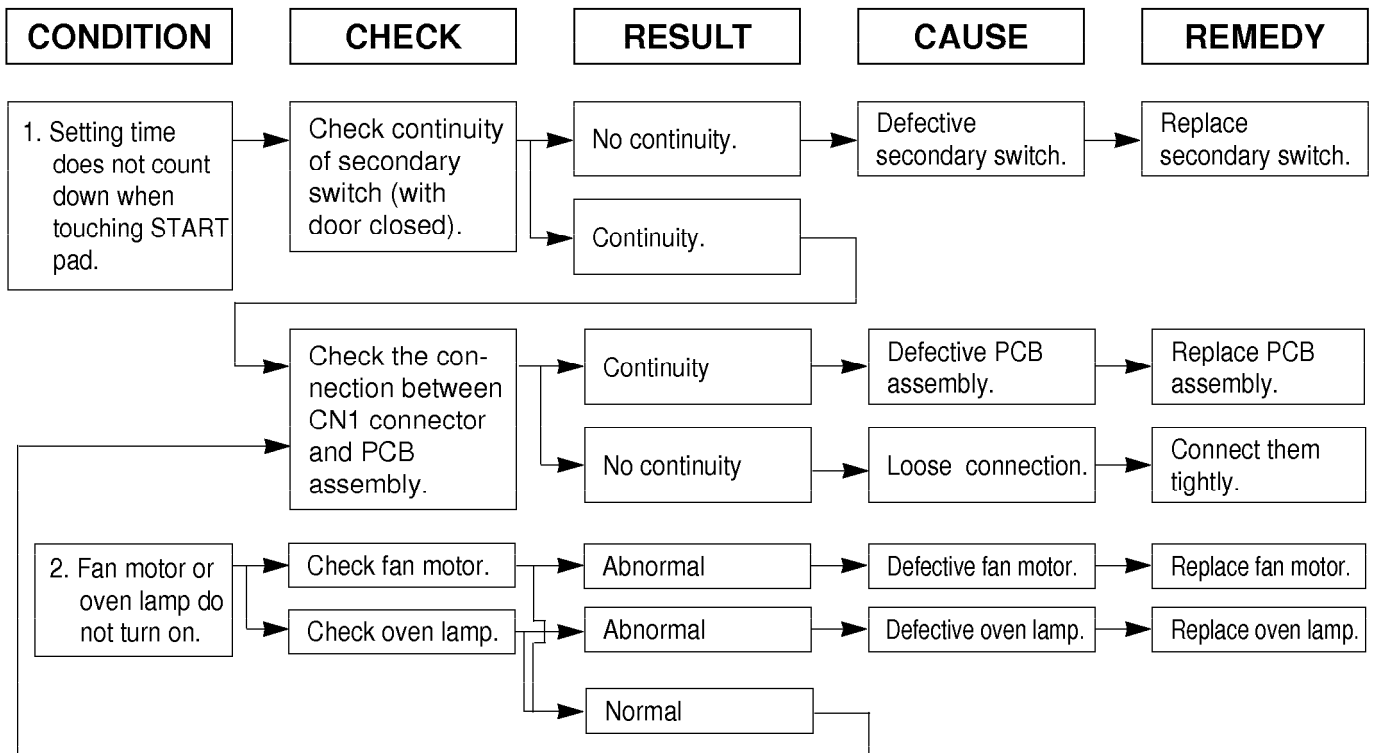 CONDITION
CHECK
RESULT
CAUSE
REMEDY
1. Setting time
does not count
down when
touching START
pad.
Check continuity
of secondary
switch (with
door closed).
No continuity.
Defective
secondary switch.
Replace
secondary switch.
Continuity.
Check the con-
nection between
CN1 connector
and PCB
assembly.
Continuity
Defective PCB
assembly.
Replace PCB
assembly.
No continuity
Loose connection.
Connect them
tightly.
2. Fan motor or
oven lamp do
not turn on.
Check fan motor.
Abnormal
Defective fan motor.
Replace fan motor.
Check oven lamp.
Abnormal
Defective oven lamp.
Replace oven lamp.
Normal